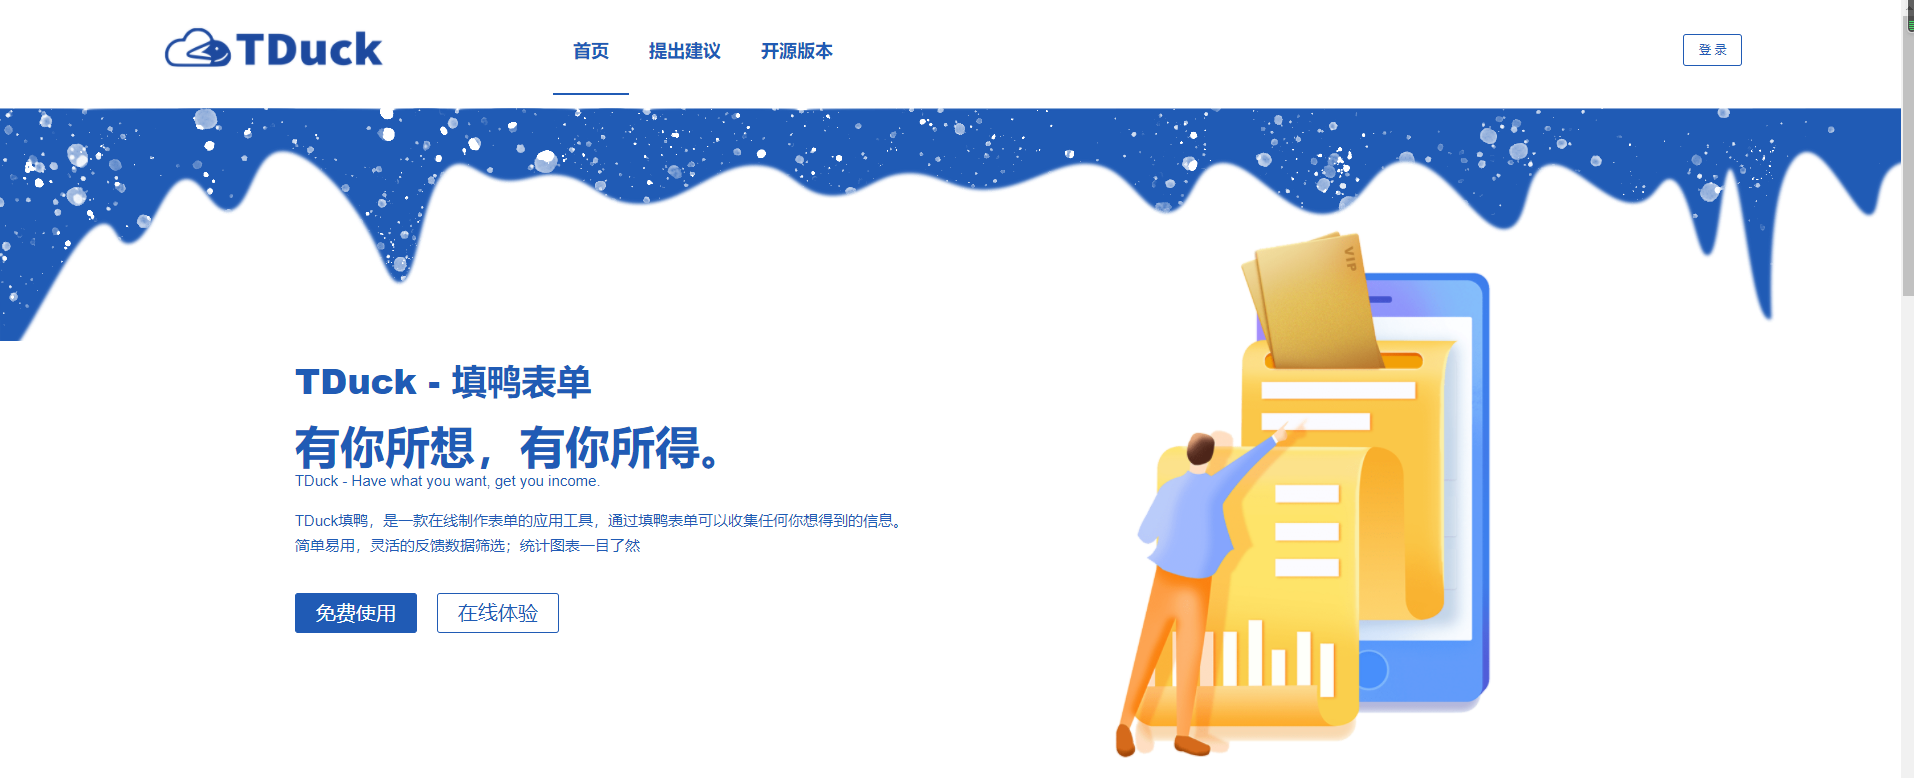 TDuck
首页
提出建议
开源版本
登 录
VIP
TDuck - 填鸭表单
有你所想，有你所得。
TDuck - Have what you want, get you income.
TDuck填鸭，是一款在线制作表单的应用工具，通过填鸭表单可以收集任何你想得到的信息。
简单易用，灵活的反馈数据筛选；统计图表一目了然
免费使用
在线体验